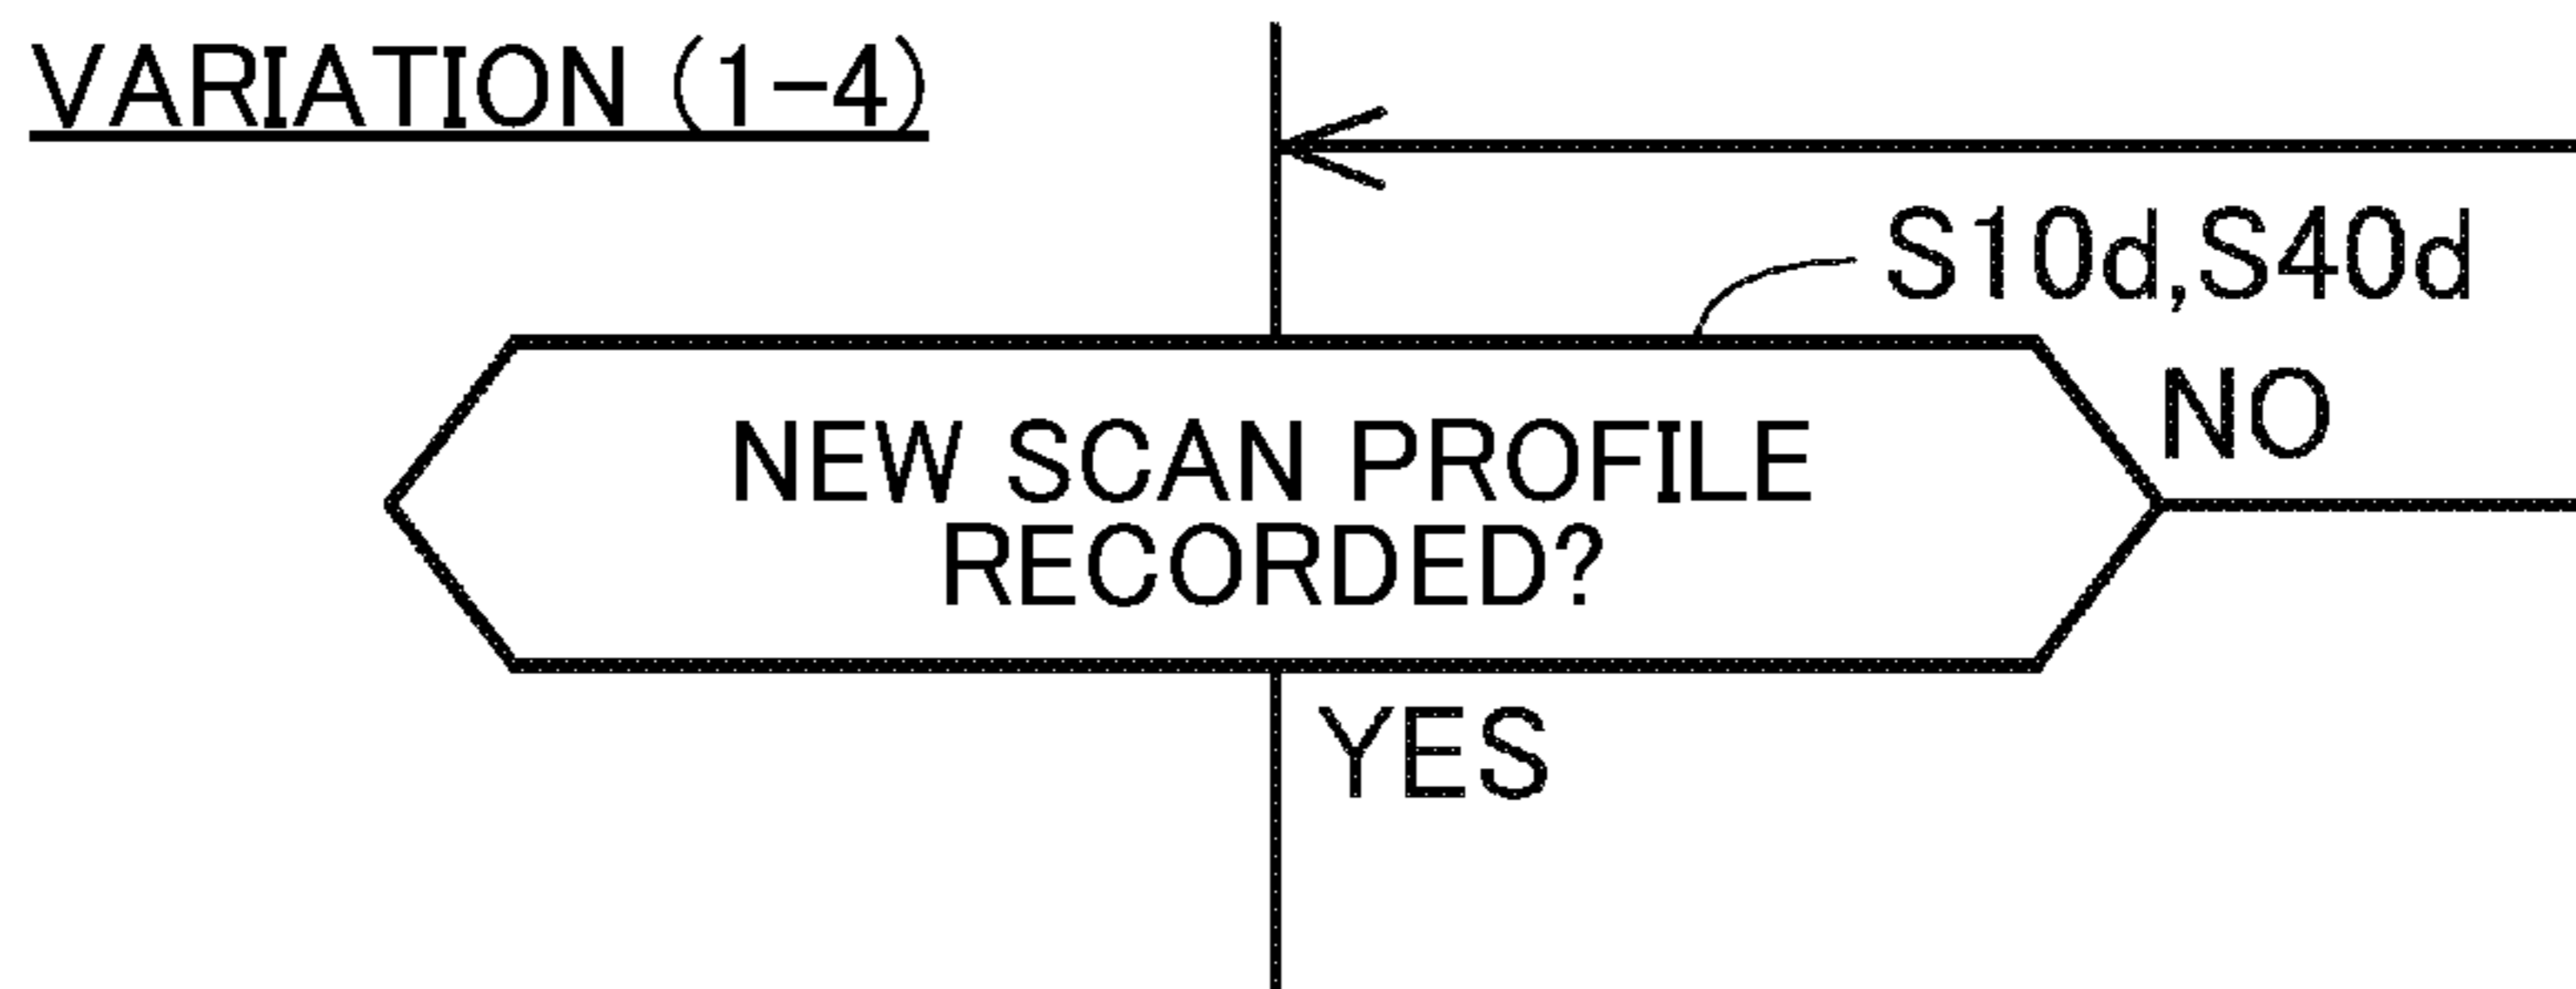 VARIATION (1-4)
S10d,S40d
NEW SCAN PROFILE
RECORDED?
NO
YES